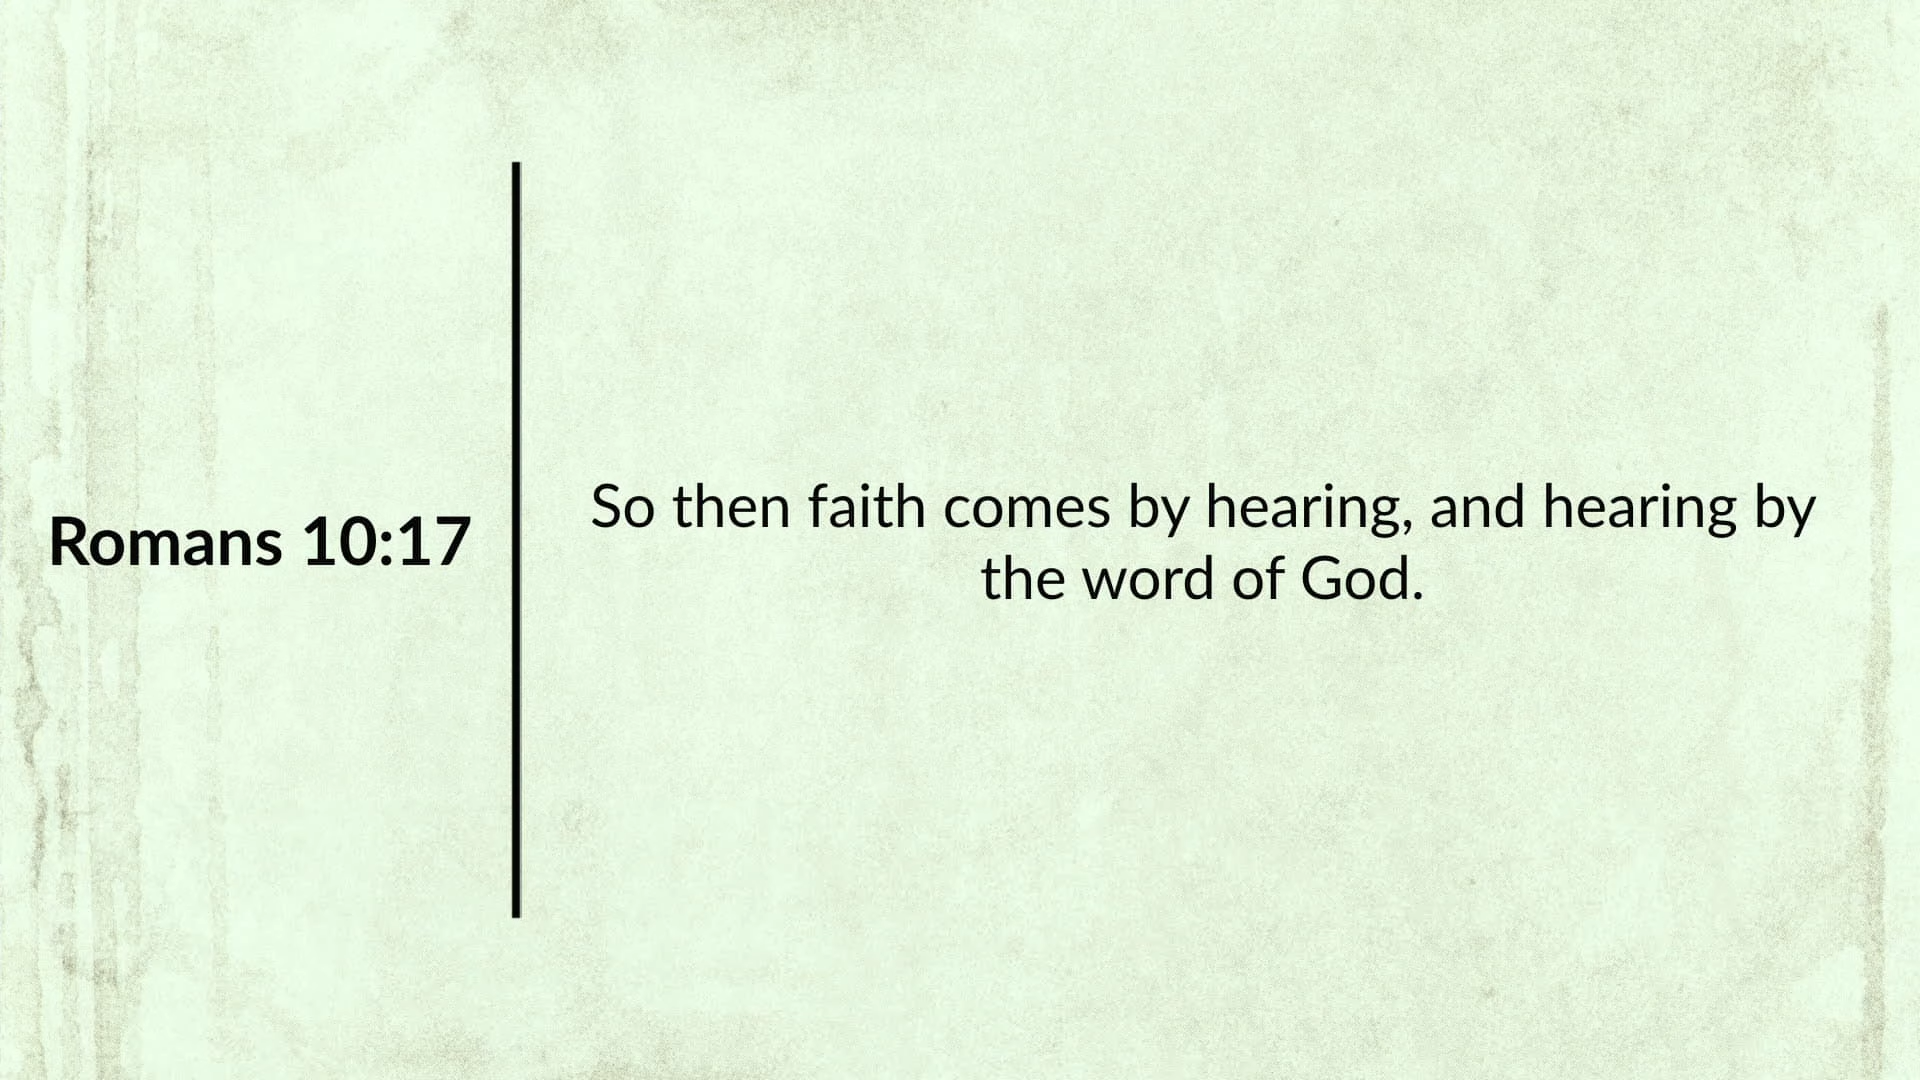 Romans 10:17
So then faith comes by hearing, and hearing by
the word of God.